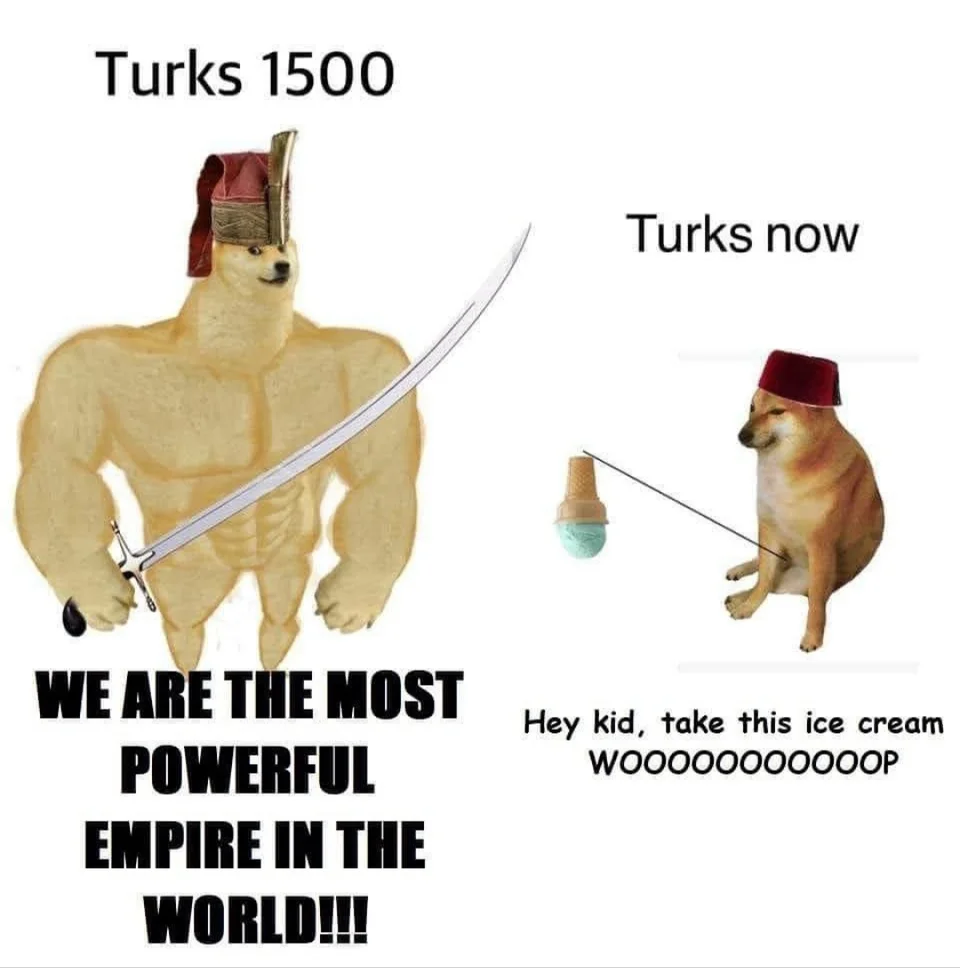 Turks 1500
Turks now
WE ARE THE MOST
POWERFUL
EMPIRE IN THE
WORLD!!!
Hey kid, take this ice cream
WOOOOOOOOOOOOP